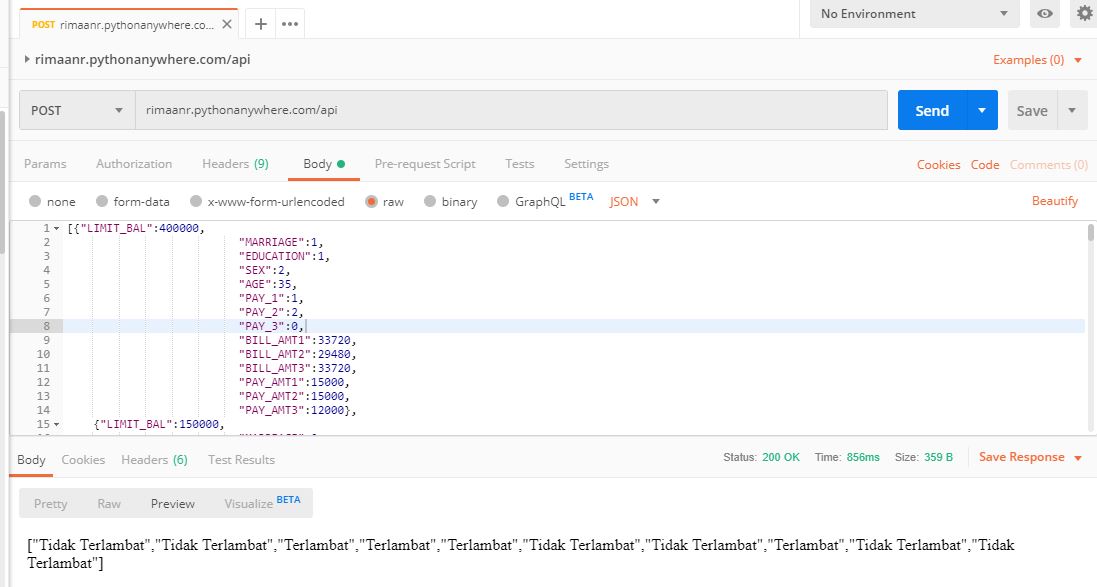 POST rimaanr.pythonanywhere.co... No Environment
rimaanr.pythonanywhere.com/api Examples (0)
POST rimaanr.pythonanywhere.com/api Send Save
Params Authorization Headers (9) Body Pre-request Script Tests Settings Cookies Code Comments (0)
none form-data x-www-form-urlencoded raw binary GraphQL BETA JSON Beautify
1 [{"LIMIT_BAL":400000,
2 "MARRIAGE":1,
3 "EDUCATION":1,
4 "SEX":2,
5 "AGE":35,
6 "PAY_1":1,
7 "PAY_2":2,
8 "PAY_3":0,
9 "BILL_AMT1":33720,
10 "BILL_AMT2":29480,
11 "BILL_AMT3":33720,
12 "PAY_AMT1":15000,
13 "PAY_AMT2":15000,
14 "PAY_AMT3":12000},
15 {"LIMIT_BAL":150000,
Body Cookies Headers (6) Test Results Status: 200 OK Time: 856ms Size: 359 B Save Response
Pretty Raw Preview Visualize BETA
["Tidak Terlambat","Tidak Terlambat","Terlambat","Terlambat","Terlambat","Tidak Terlambat","Tidak Terlambat","Terlambat","Tidak Terlambat","Tidak
Terlambat"]